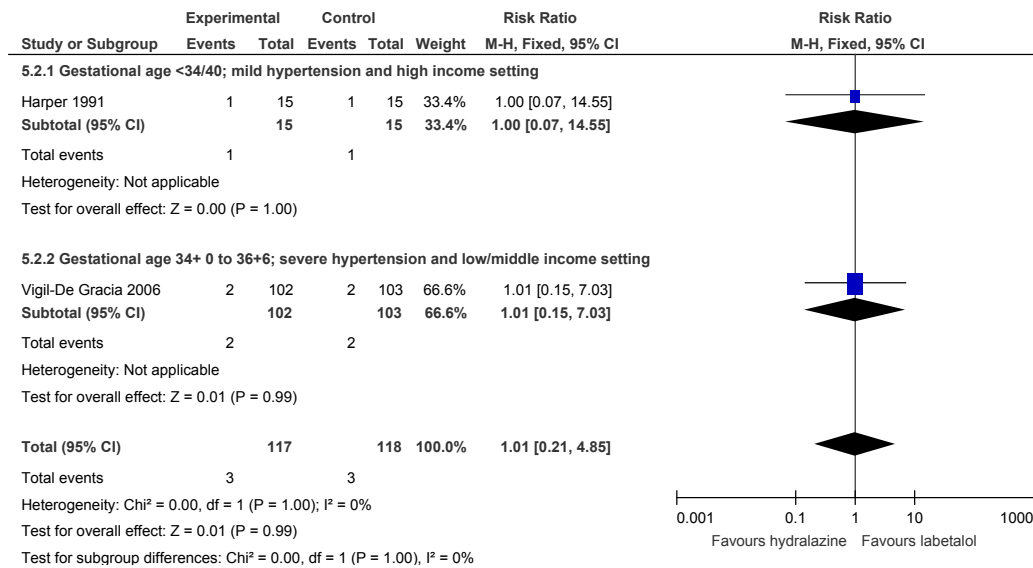 Experimental Control Risk Ratio Risk Ratio
Study or Subgroup Events Total Events Total Weight M-H, Fixed, 95% CI M-H, Fixed, 95% CI
5.2.1 Gestational age <34/40; mild hypertension and high income setting
Harper 1991 1 15 1 15 33.4% 1.00 [0.07, 14.55]
Subtotal (95% CI) 15 15 33.4% 1.00 [0.07, 14.55]
Total events 1 1
Heterogeneity: Not applicable
Test for overall effect: Z = 0.00 (P = 1.00)
5.2.2 Gestational age 34+ 0 to 36+6; severe hypertension and low/middle income setting
Vigil-De Gracia 2006 2 102 2 103 66.6% 1.01 [0.15, 7.03]
Subtotal (95% CI) 102 103 66.6% 1.01 [0.15, 7.03]
Total events 2 2
Heterogeneity: Not applicable
Test for overall effect: Z = 0.01 (P = 0.99)
Total (95% CI) 117 118 100.0% 1.01 [0.21, 4.85]
Total events 3 3
Heterogeneity: Chi² = 0.00, df = 1 (P = 1.00); I² = 0%
Test for overall effect: Z = 0.01 (P = 0.99)
Test for subgroup differences: Chi² = 0.00, df = 1 (P = 1.00), I² = 0%
0.001 0.1 1 10 1000
Favours hydralazine Favours labetalol